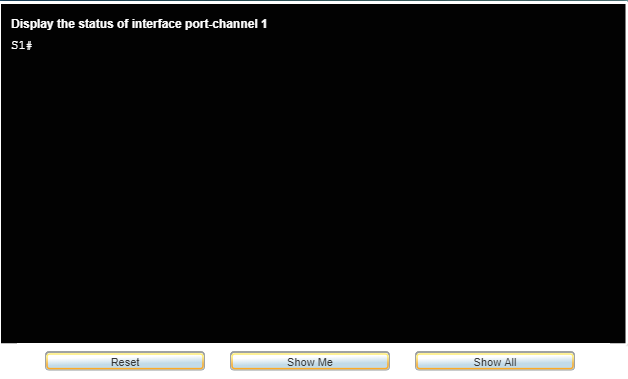 Display the status of interface port-channel 1
S1#
Reset
Show Me
Show All